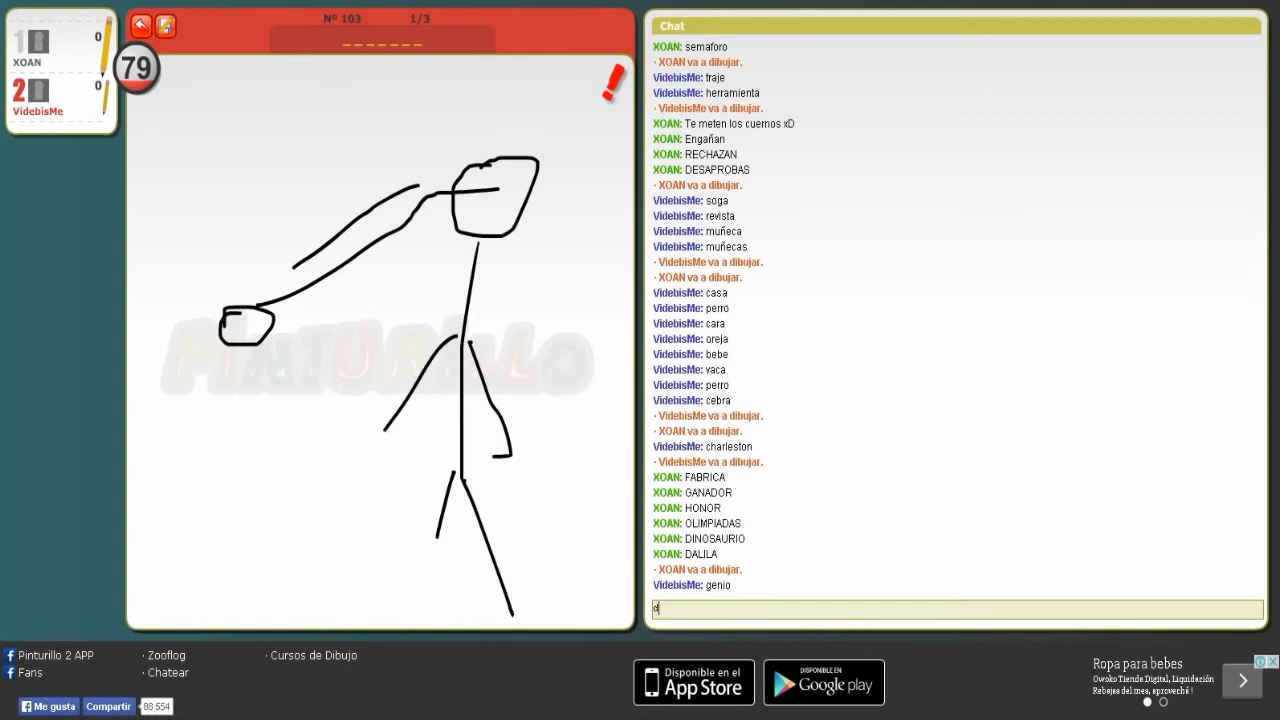 1
XOAN
0
2
VidebisMe
0
79
Nº 103
1/3
_ _ _ _ _ _ _
PINTURILLO
Chat
XOAN: semaforo
· XOAN va a dibujar.
VidebisMe: traje
VidebisMe: herramienta
· VidebisMe va a dibujar.
XOAN: Te meten los cuernos xD
XOAN: Engañan
XOAN: RECHAZAN
XOAN: DESAPROBAS
· XOAN va a dibujar.
VidebisMe: soga
VidebisMe: revista
VidebisMe: muñeca
VidebisMe: muñecas
· VidebisMe va a dibujar.
· XOAN va a dibujar.
VidebisMe: casa
VidebisMe: perro
VidebisMe: cara
VidebisMe: oreja
VidebisMe: bebe
VidebisMe: vaca
VidebisMe: perro
VidebisMe: cebra
· VidebisMe va a dibujar.
· XOAN va a dibujar.
VidebisMe: charleston
· VidebisMe va a dibujar.
XOAN: FABRICA
XOAN: GANADOR
XOAN: HONOR
XOAN: OLIMPIADAS
XOAN: DINOSAURIO
XOAN: DALILA
· XOAN va a dibujar.
VidebisMe: genio
d
Pinturillo 2 APP
Fans
· Zooflog
· Chatear
· Cursos de Dibujo
Me gusta
Compartir
88 554
Disponible en el
App Store
DISPONIBLE EN
Google play
Ropa para bebes
Owoko Tienda Digital, Liquidación
Rebajas del mes, aprovechá !